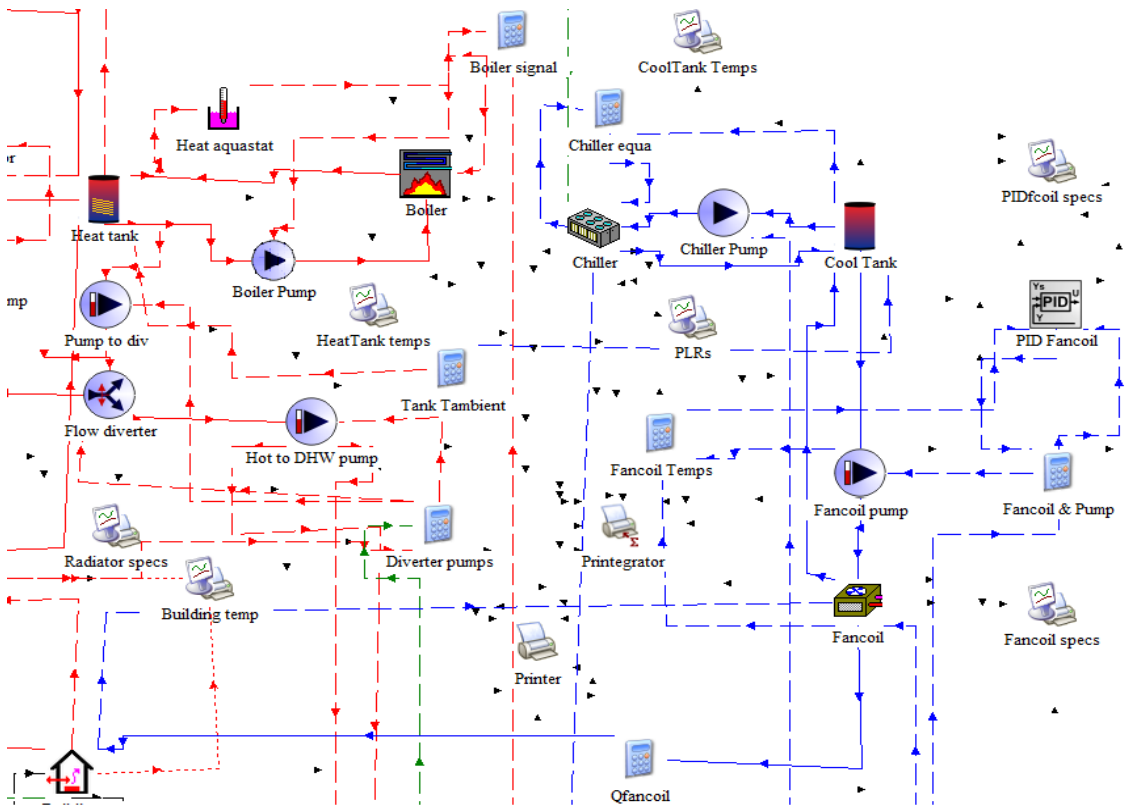 Boiler signal
CoolTank Temps
Heat aquastat
Chiller equa
or
Boiler
PIDfcoil specs
Heat tank
Chiller Pump
Chiller
Cool Tank
Boiler Pump
mp
Ys
U
PID
Y
Pump to div
HeatTank temps
PLRs
PID Fancoil
Tank Tambient
Flow diverter
Hot to DHW pump
Fancoil Temps
Fancoil pump
Fancoil & Pump
Radiator specs
Diverter pumps
Σ
Printegrator
Building temp
Fancoil
Fancoil specs
Printer
Qfancoil